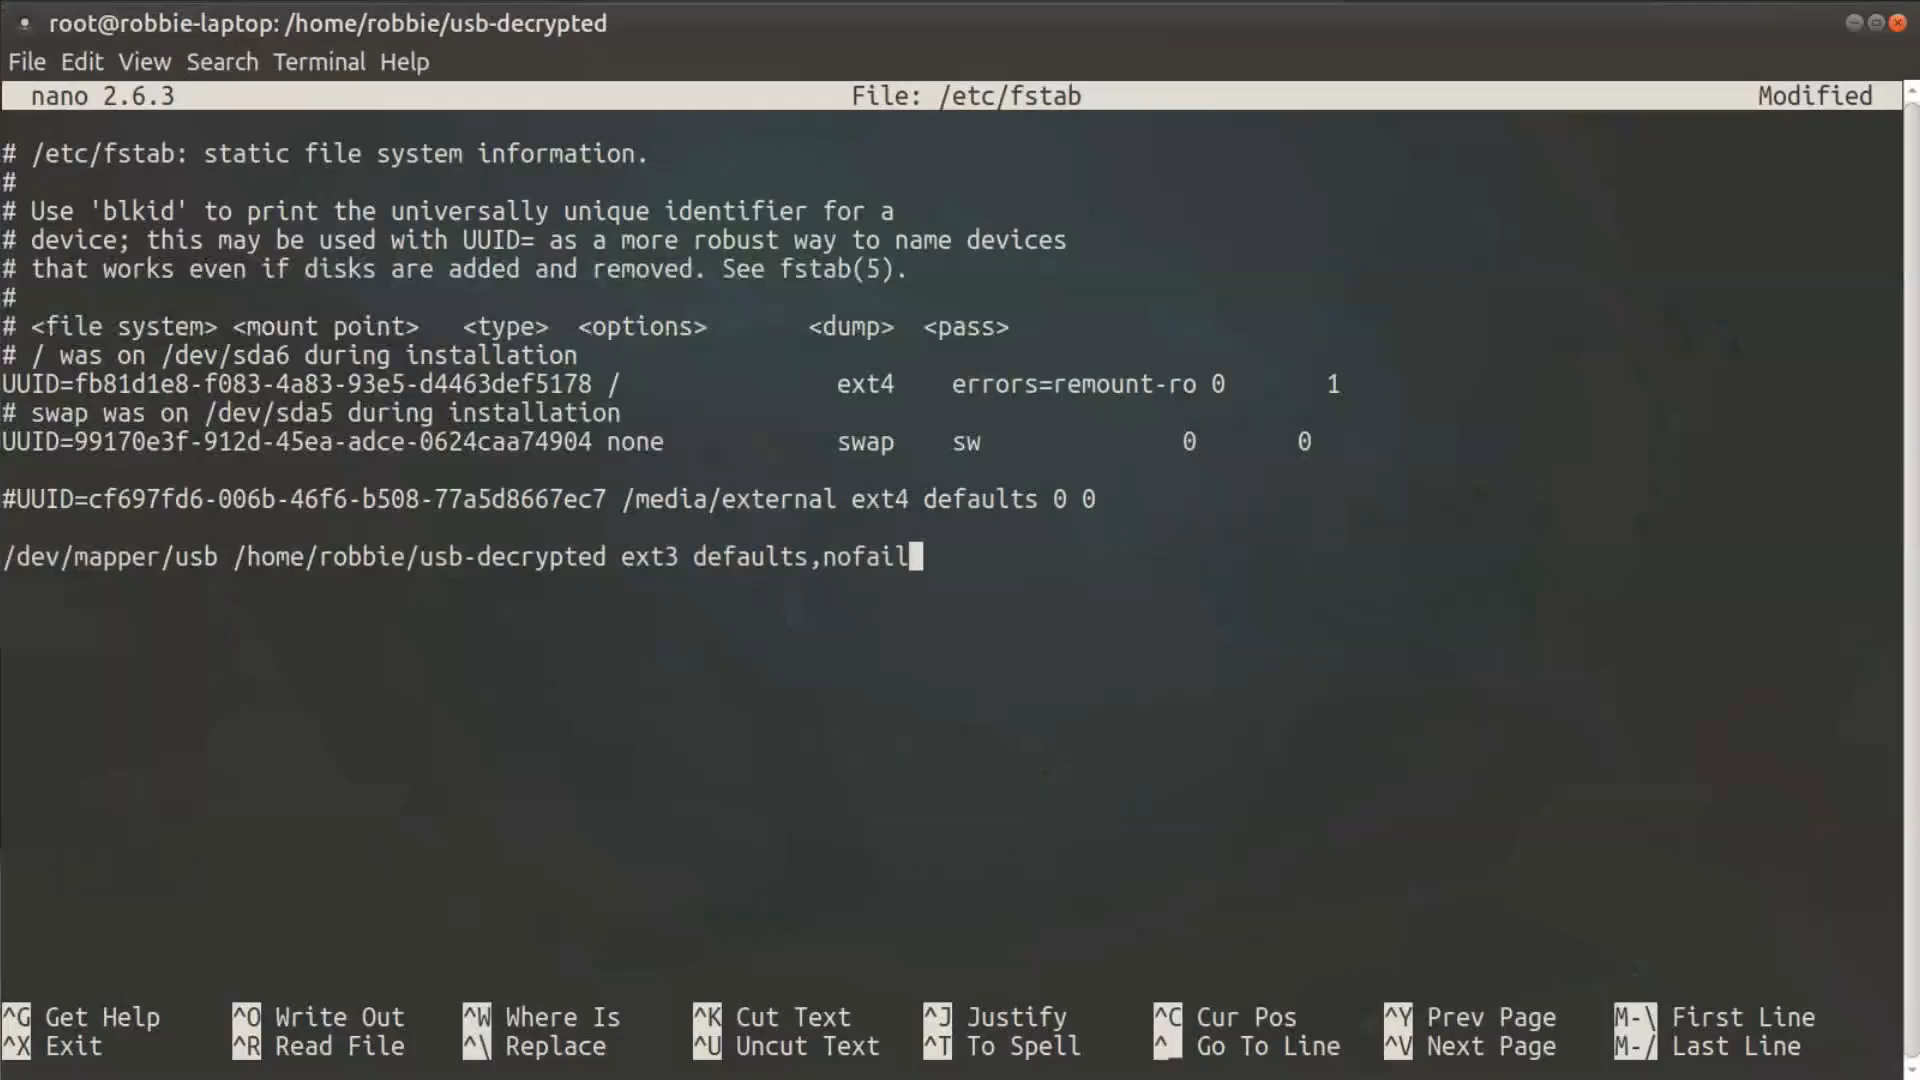 root@robbie-laptop: /home/robbie/usb-decrypted
File Edit View Search Terminal Help
nano 2.6.3 File: /etc/fstab Modified
# /etc/fstab: static file system information.
#
# Use 'blkid' to print the universally unique identifier for a
# device; this may be used with UUID= as a more robust way to name devices
# that works even if disks are added and removed. See fstab(5).
#
# <file system> <mount point>   <type>  <options>       <dump>  <pass>
# / was on /dev/sda6 during installation
UUID=fb81d1e8-f083-4a83-93e5-d4463def5178 /               ext4    errors=remount-ro 0       1
# swap was on /dev/sda5 during installation
UUID=99170e3f-912d-45ea-adce-0624caa74904 none            swap    sw              0       0
#UUID=cf697fd6-006b-46f6-b508-77a5d8667ec7 /media/external ext4 defaults 0 0
/dev/mapper/usb /home/robbie/usb-decrypted ext3 defaults,nofail
^G Get Help ^O Write Out ^W Where Is ^K Cut Text ^J Justify ^C Cur Pos ^Y Prev Page M-\ First Line
^X Exit ^R Read File ^\ Replace ^U Uncut Text ^T To Spell ^_ Go To Line ^V Next Page M-/ Last Line